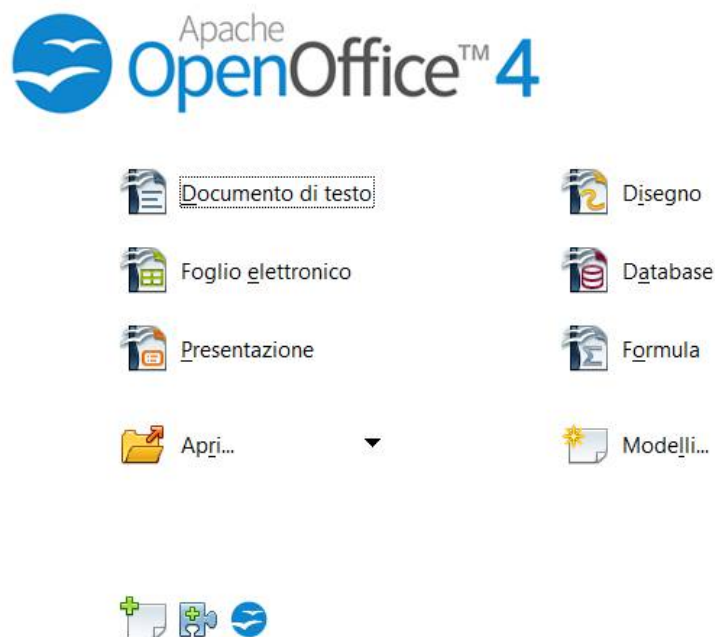 Apache
OpenOffice™ 4
Documento di testo
Disegno
Foglio elettronico
Database
Presentazione
Formula
Apri...
Modelli...